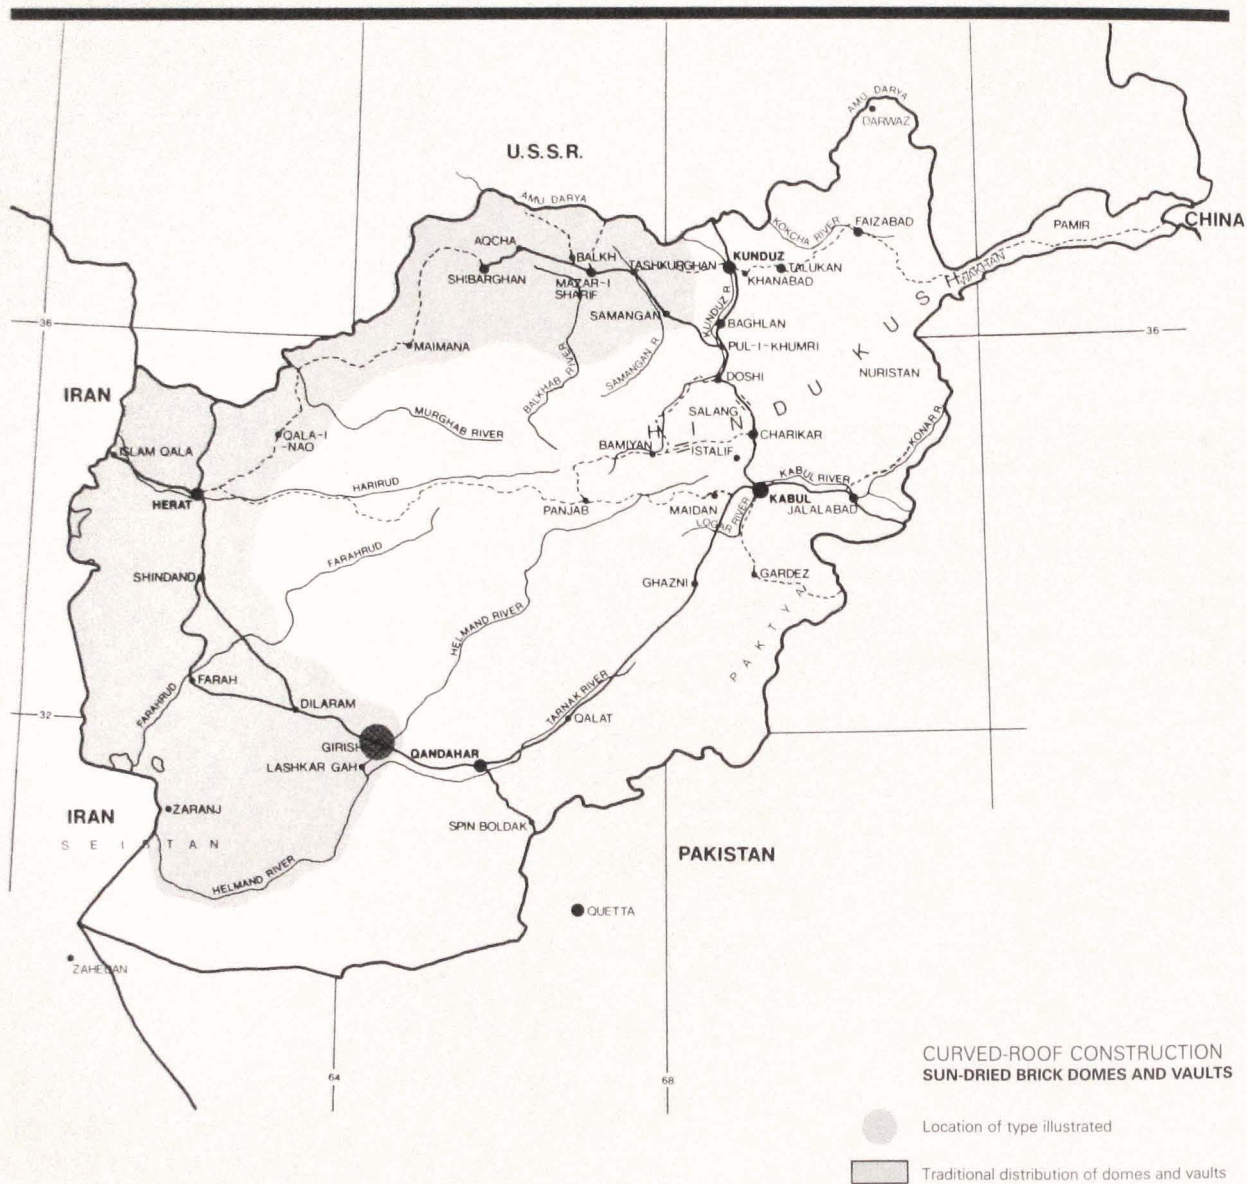 AMU DARYA
DARWAZ
U.S.S.R.
AMU DARYA
KOKCHA RIVER
FAIZABAD
PAMIR
CHINA
WAKHAN
AQCHA
BALKH
SHIBARGHAN
MAZAR-I
SHARIF
TASHKURGHAN
KUNDUZ
TALUKAN
KHANABAD
KUNDUZ R.
SAMANGAN
BAGHLAN
36
36
MAIMANA
PUL-I-KHUMRI
BALKHAB RIVER
SAMANGAN R.
DOSHI
NURISTAN
HINDU KUSH
IRAN
MURGHAB RIVER
SALANG
KONAR R.
QALA-I
-NAO
CHARIKAR
ISLAM QALA
BAMIYAN
ISTALIF
HARIRUD
KABUL RIVER
HERAT
PANJAB
MAIDAN
KABUL
JALALABAD
LOGAR RIVER
FARAHRUD
SHINDAND
GHAZNI
GARDEZ
PAKTYA
HELMAND RIVER
FARAH
FARAHRUD
DILARAM
TARNAK RIVER
32
QALAT
GIRISHK
QANDAHAR
LASHKAR GAH
IRAN
ZARANJ
SEISTAN
SPIN BOLDAK
PAKISTAN
HELMAND RIVER
QUETTA
ZAHEDAN
64
68
CURVED-ROOF CONSTRUCTION
SUN-DRIED BRICK DOMES AND VAULTS
Location of type illustrated
Traditional distribution of domes and vaults